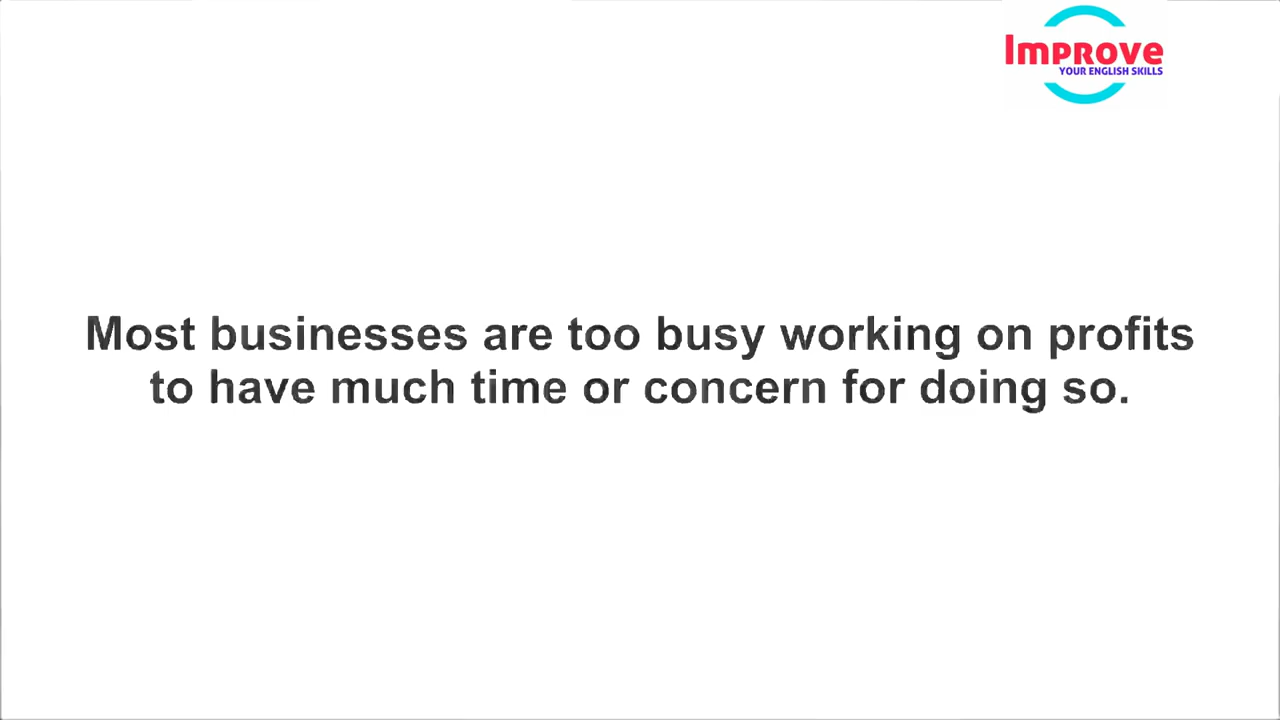 Improve
YOUR ENGLISH SKILLS
Most businesses are too busy working on profits
to have much time or concern for doing so.